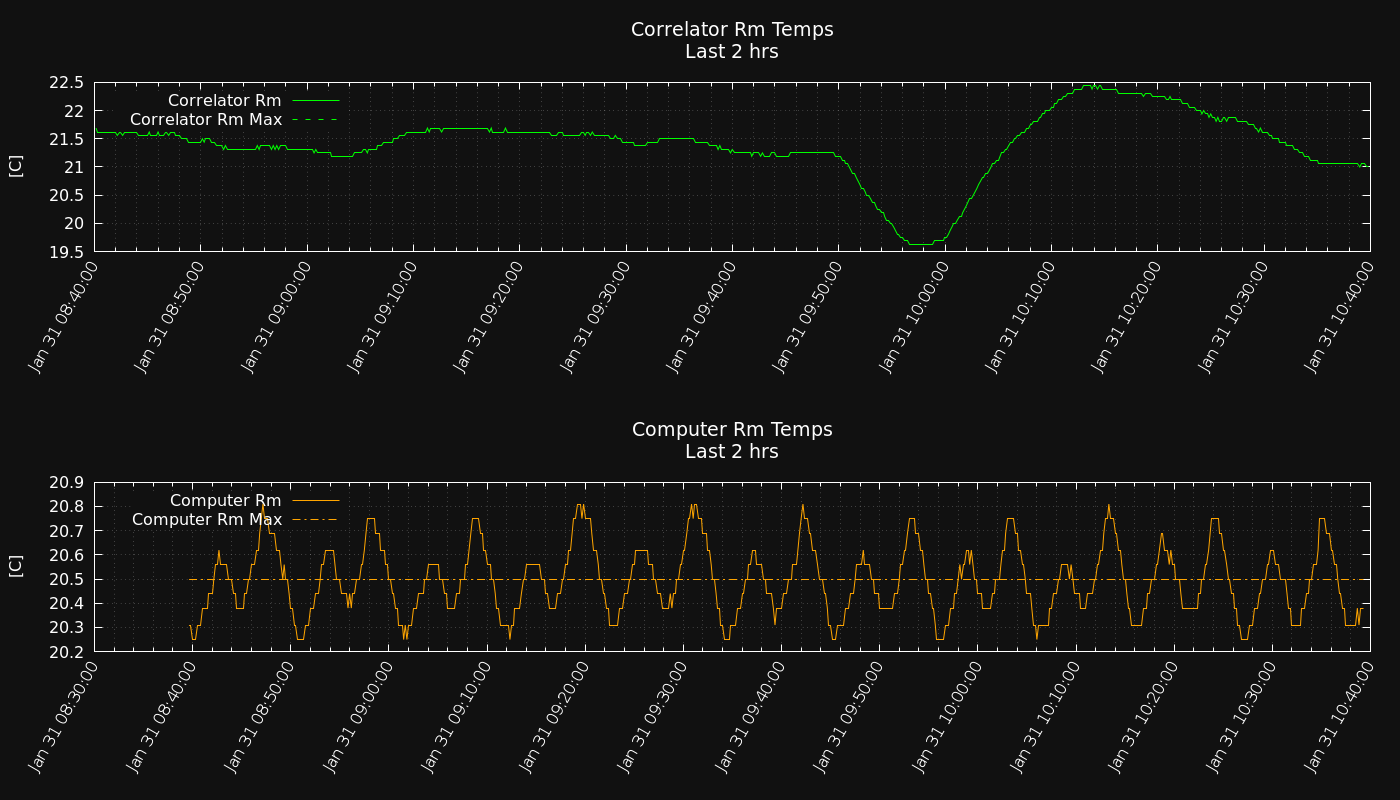 Correlator Rm Temps
Last 2 hrs
22.5
22
21.5
21
20.5
20
19.5
[C]
Correlator Rm
Correlator Rm Max
Jan 31 08:40:00
Jan 31 08:50:00
Jan 31 09:00:00
Jan 31 09:10:00
Jan 31 09:20:00
Jan 31 09:30:00
Jan 31 09:40:00
Jan 31 09:50:00
Jan 31 10:00:00
Jan 31 10:10:00
Jan 31 10:20:00
Jan 31 10:30:00
Jan 31 10:40:00
Computer Rm Temps
Last 2 hrs
20.9
20.8
20.7
20.6
20.5
20.4
20.3
20.2
[C]
Computer Rm
Computer Rm Max
Jan 31 08:30:00
Jan 31 08:40:00
Jan 31 08:50:00
Jan 31 09:00:00
Jan 31 09:10:00
Jan 31 09:20:00
Jan 31 09:30:00
Jan 31 09:40:00
Jan 31 09:50:00
Jan 31 10:00:00
Jan 31 10:10:00
Jan 31 10:20:00
Jan 31 10:30:00
Jan 31 10:40:00